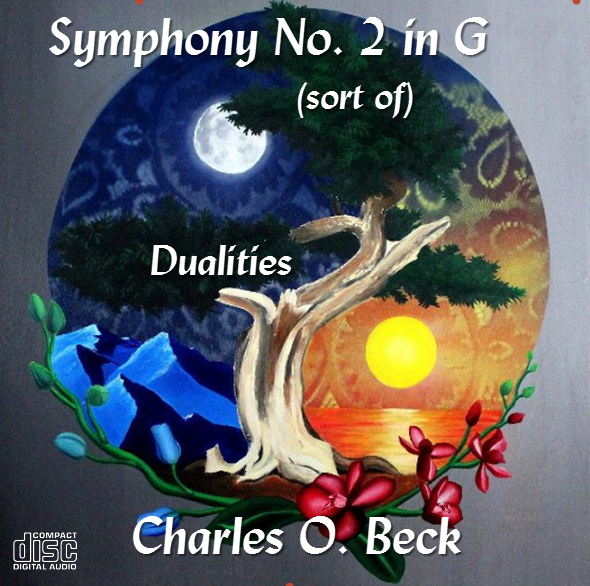 Symphony No. 2 in G
(sort of)
Dualities
Charles O. Beck
COMPACT
disc
DIGITAL AUDIO